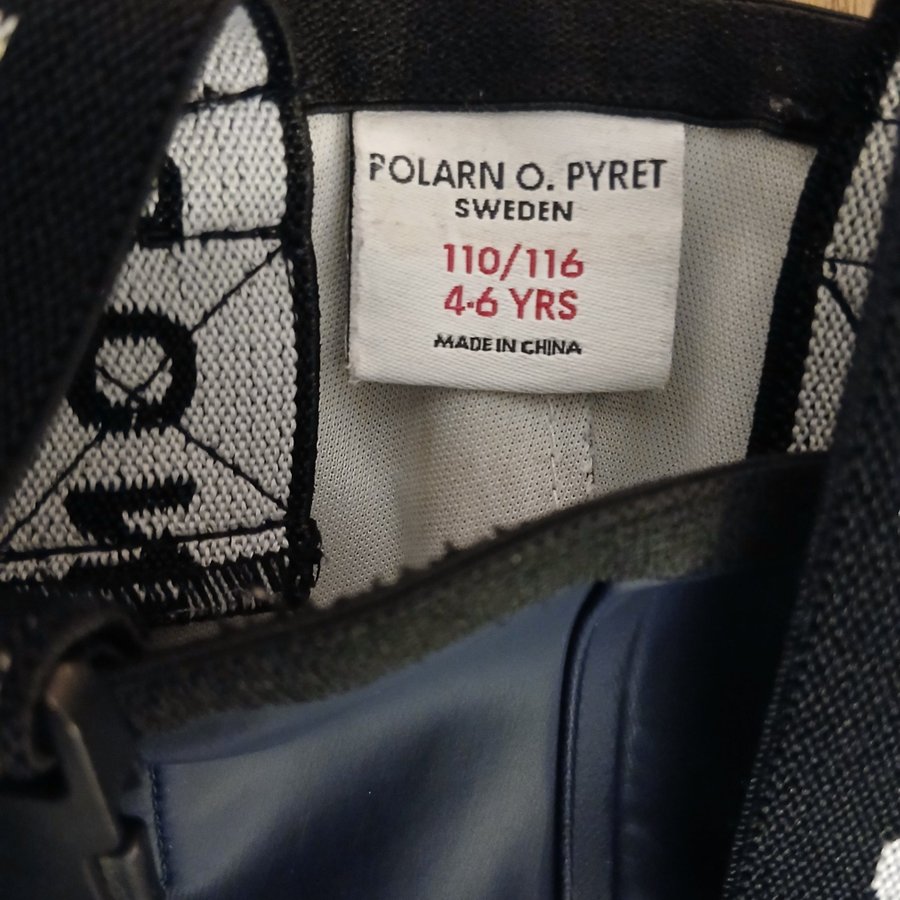 POLARN O. PYRET
SWEDEN
110/116
4-6 YRS
MADE IN CHINA